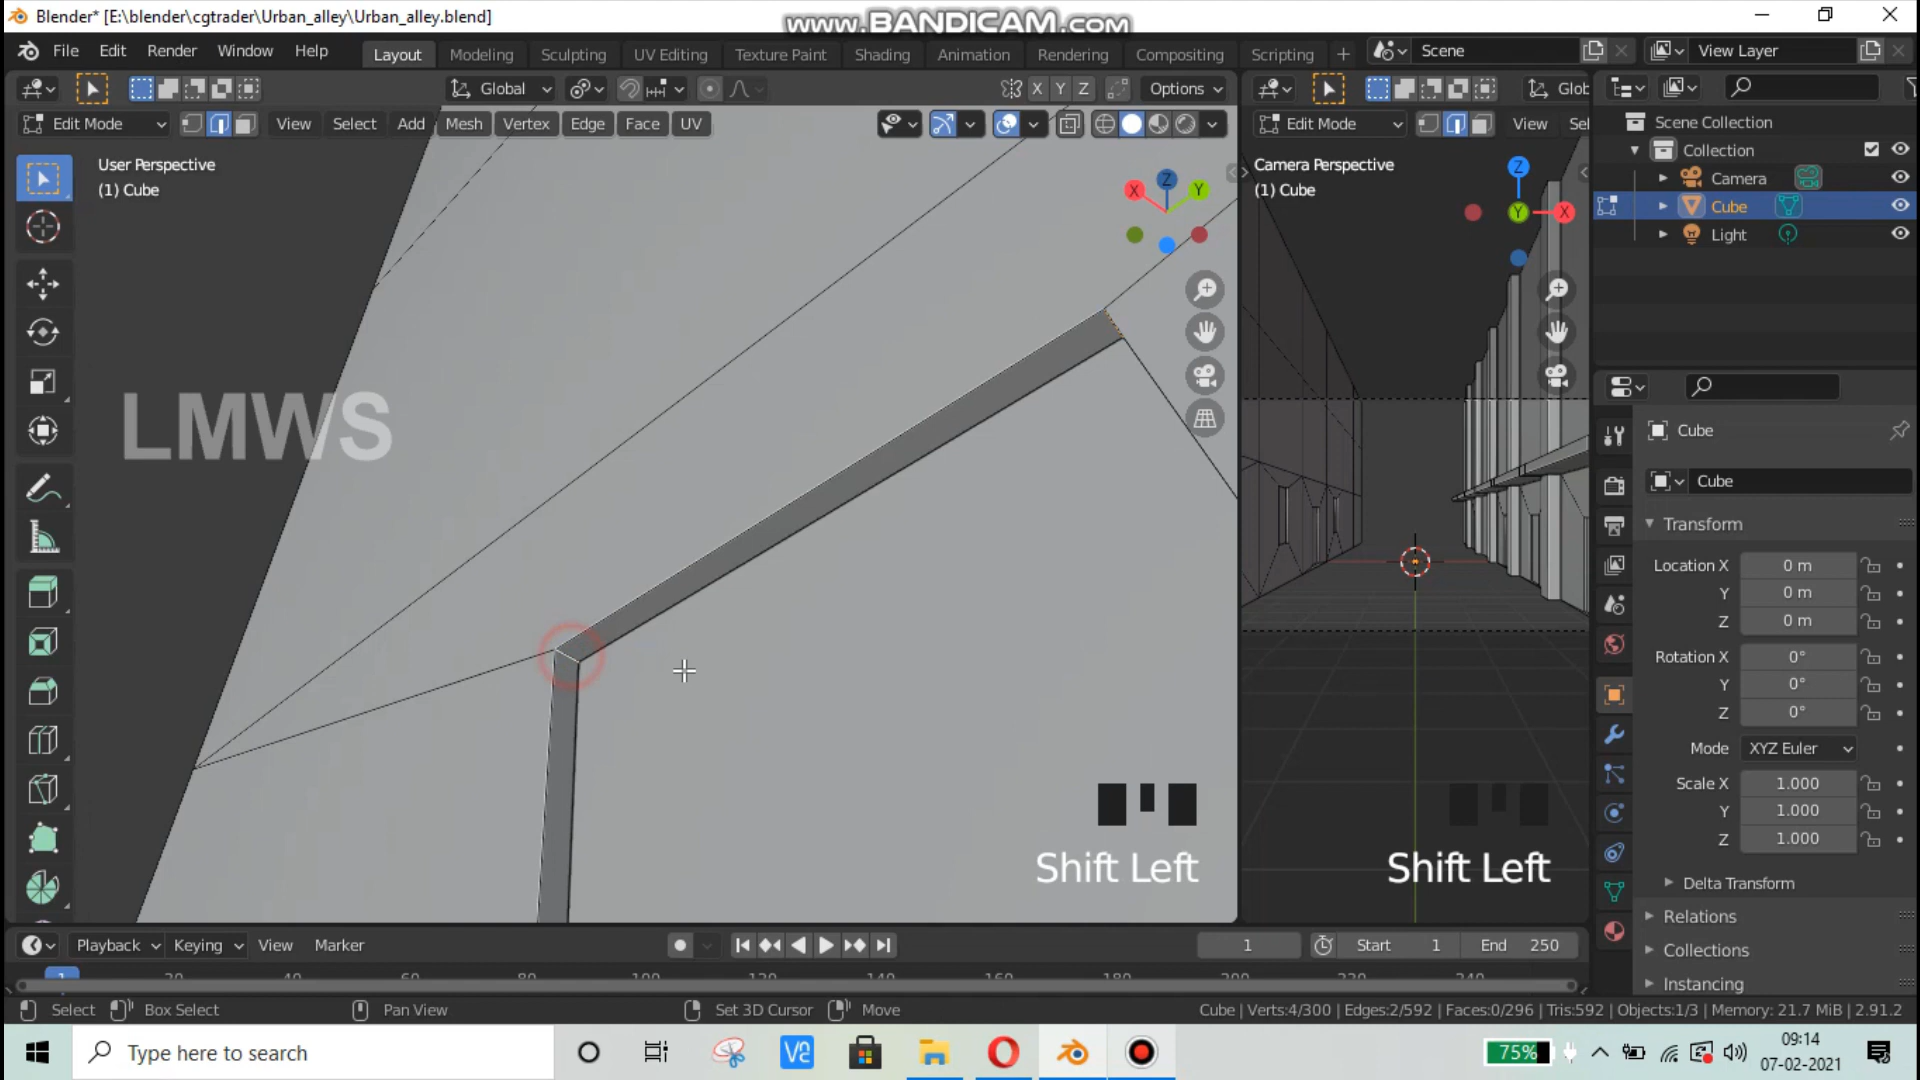 Blender* [E:\blender\cgtrader\Urban_alley\Urban_alley.blend]
www.BANDICAM.com
File Edit Render Window Help
Layout Modeling Sculpting UV Editing Texture Paint Shading Animation Rendering Compositing Scripting +
Scene
View Layer
Global
X Y Z
Options
Glob
Edit Mode
View Select Add Mesh Vertex Edge Face UV
Edit Mode
View Sel
User Perspective
(1) Cube
Camera Perspective
(1) Cube
X Z Y
Z Y X
Scene Collection
Collection
Camera
Cube
Light
LMWS
Cube
Cube
Transform
Location X 0 m
Y 0 m
Z 0 m
Rotation X 0°
Y 0°
Z 0°
Mode XYZ Euler
Scale X 1.000
Y 1.000
Z 1.000
Delta Transform
Relations
Collections
Instancing
Shift Left
Shift Left
Playback Keying View Marker
1
Start 1 End 250
1 20 40 60 80 100 120 140 160 180 200 220 240
Select Box Select Pan View Set 3D Cursor Move
Cube | Verts:4/300 | Edges:2/592 | Faces:0/296 | Tris:592 | Objects:1/3 | Memory: 21.7 MiB | 2.91.2
Type here to search
75%
09:14
07-02-2021